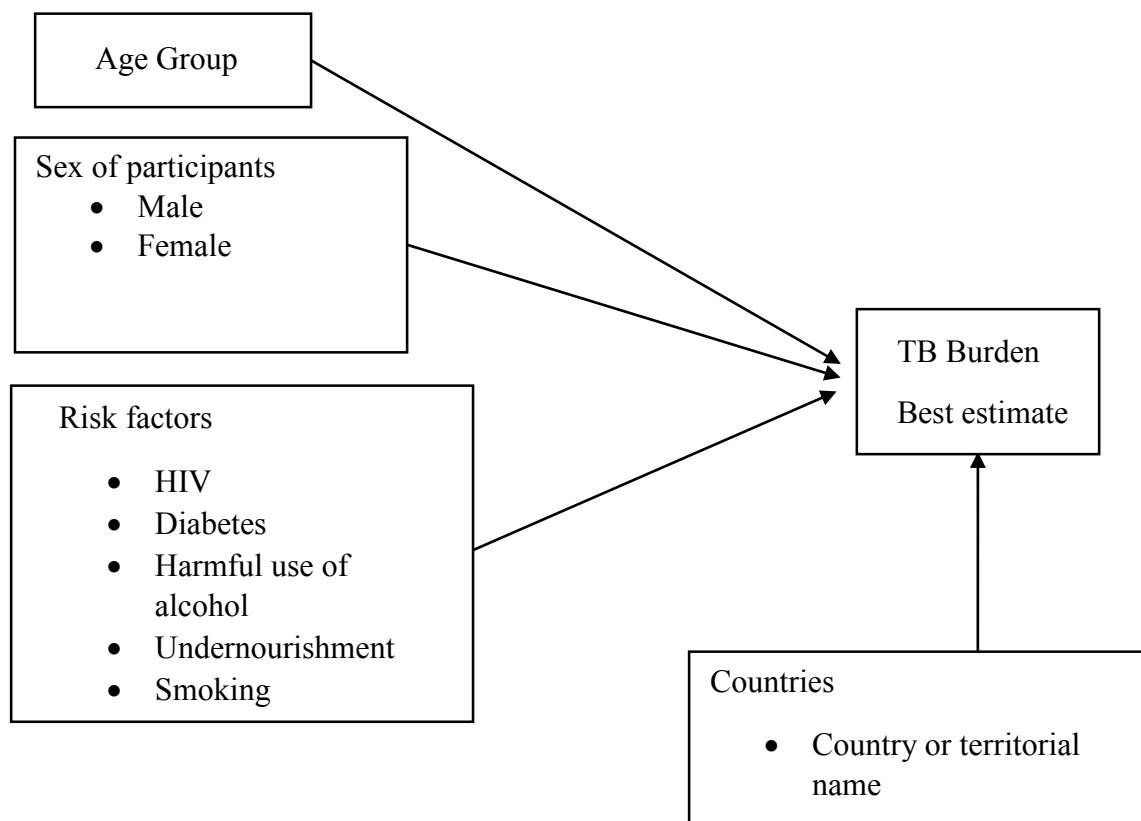 Age Group
Sex of participants
• Male
• Female
Risk factors
• HIV
• Diabetes
• Harmful use of
alcohol
• Undernourishment
• Smoking
TB Burden
Best estimate
Countries
• Country or territorial
name